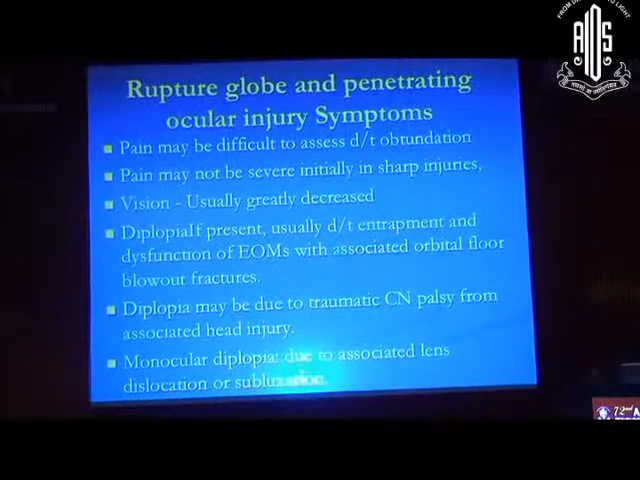 AIOS
Rupture globe and penetrating
ocular injury Symptoms
Pain may be difficult to assess d/t obtundation
Pain may not be severe initially in sharp injuries,
Vision - Usually greatly decreased
DiplopiaIf present, usually d/t entrapment and
dysfunction of EOMs with associated orbital floor
blowout fractures.
Diplopia may be due to traumatic CN palsy from
associated head injury.
Monocular diplopia: due to associated lens
dislocation or subluxation.
72nd A